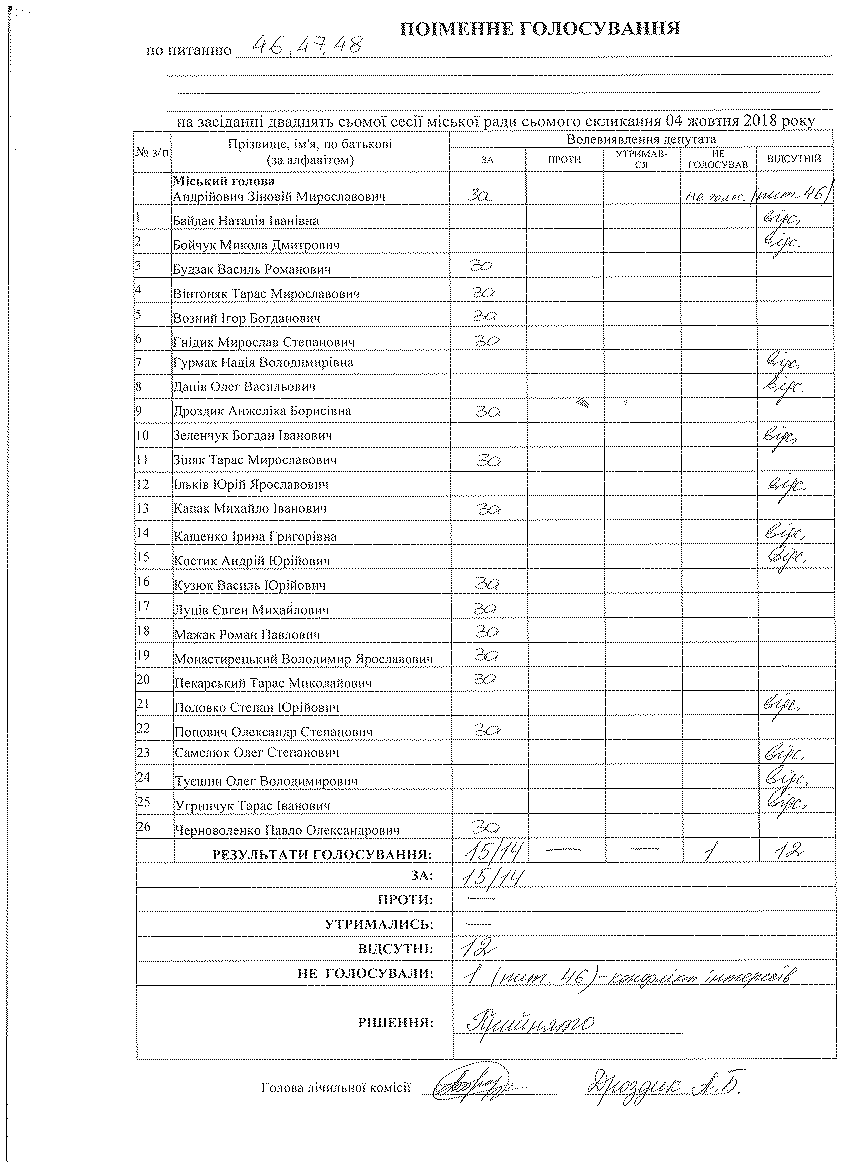 ПОІМЕННЕ ГОЛОСУВАННЯ
по питанню 46, 47, 48
на засіданні двадцять сьомої сесії міської ради сьомого скликання 04 жовтня 2018 року
№ з/п Прізвище, ім'я, по батькові (за алфавітом) Волевиявлення депутата
ЗА ПРОТИ УТРИМАВ-СЯ НЕ ГОЛОСУВАВ ВІДСУТНІЙ
Міський голова
Андрійович Зіновій Мирославович за не голос. (пит. 46)
1 Байдак Наталія Іванівна відс.
2 Бойчук Микола Дмитрович відс.
3 Будзак Василь Романович за
4 Вінтоняк Тарас Мирославович за
5 Возний Ігор Богданович за
6 Гнідик Мирослав Степанович за
7 Гурмак Надія Володимирівна відс.
8 Данів Олег Васильович відс.
9 Дроздик Анжеліка Борисівна за
10 Зеленчук Богдан Іванович відс.
11 Зіняк Тарас Мирославович за
12 Ільків Юрій Ярославович відс.
13 Капак Михайло Іванович за
14 Кащенко Ірина Григорівна відс.
15 Костик Андрій Юрійович відс.
16 Кузюк Василь Юрійович за
17 Луців Євген Михайлович за
18 Мажак Роман Павлович за
19 Монастирецький Володимир Ярославович за
20 Пекарський Тарас Миколайович за
21 Половко Степан Юрійович відс.
22 Попович Олександр Степанович за
23 Самелюк Олег Степанович відс.
24 Тусшин Олег Володимирович відс.
25 Угринчук Тарас Іванович відс.
26 Черноволенко Павло Олександрович за
РЕЗУЛЬТАТИ ГОЛОСУВАННЯ: 15/14 — — 1 12
ЗА: 15/14
ПРОТИ: —
УТРИМАЛИСЬ: —
ВІДСУТНІ: 12
НЕ ГОЛОСУВАЛИ: 1 (пит. 46) - конфлікт інтересів
РІШЕННЯ: Прийнято
Голова лічильної комісії Дроздик А.Б.